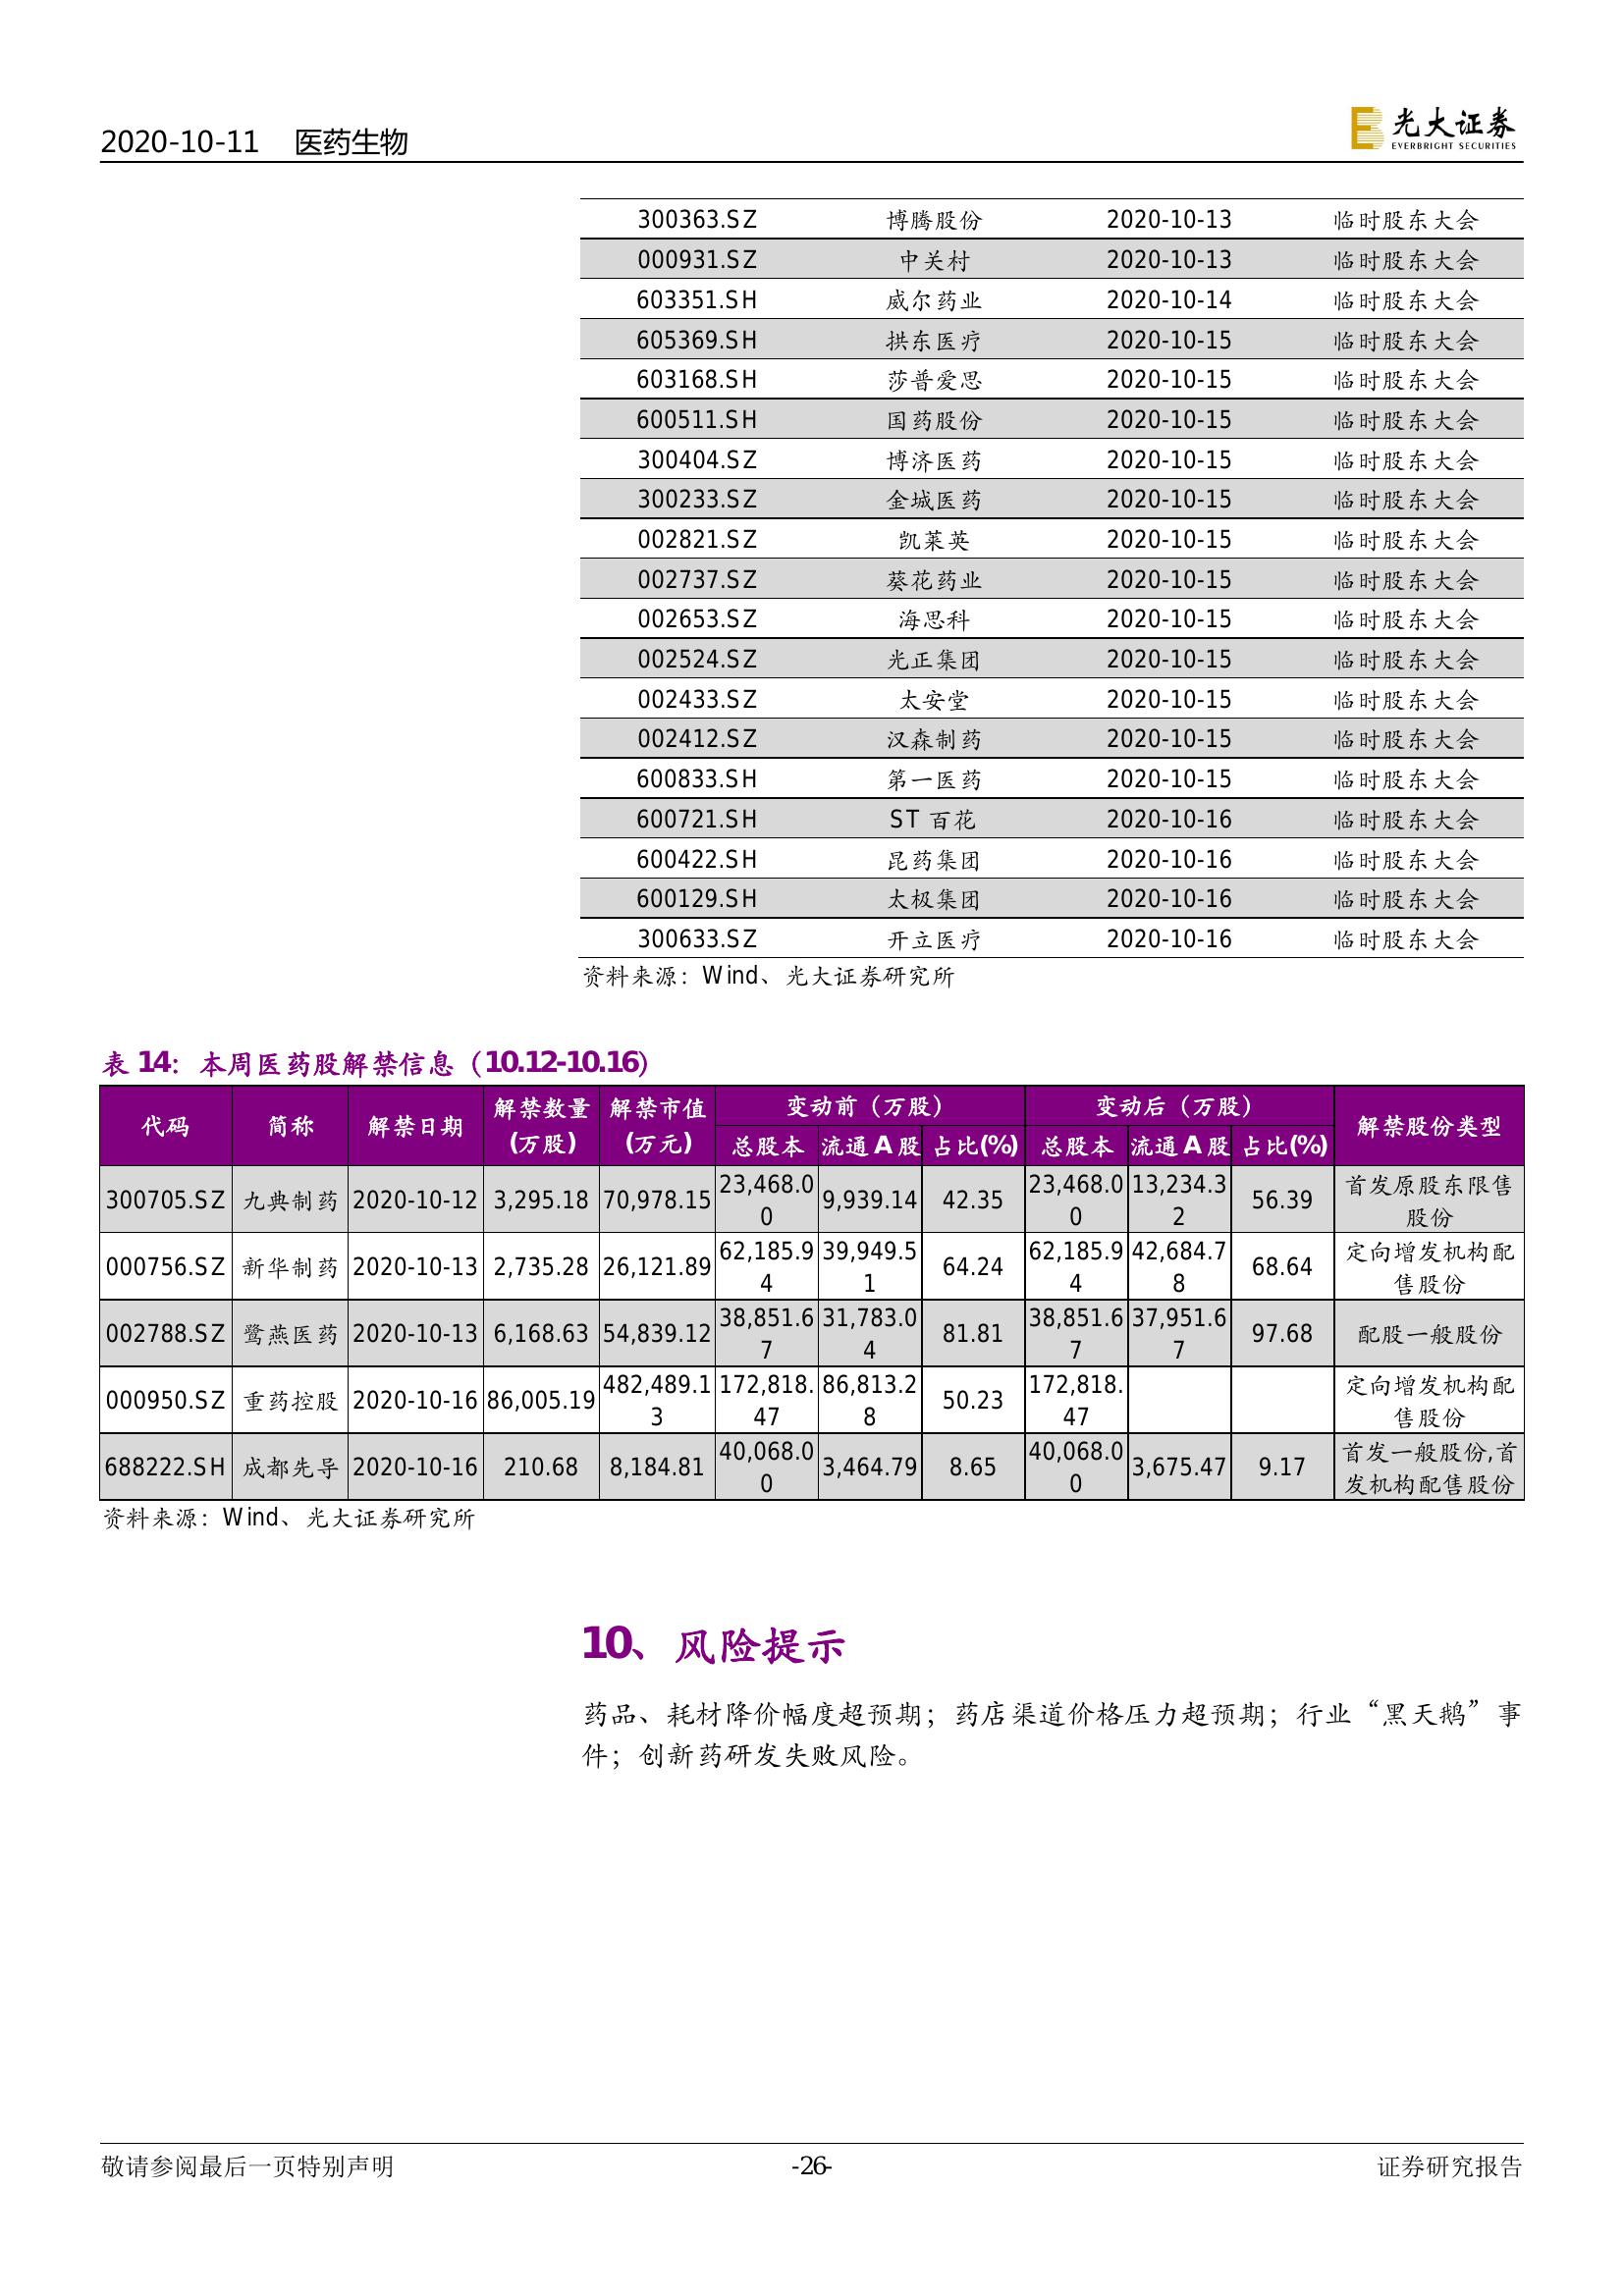 2020-10-11 医药生物
光大证券
EVERBRIGHT SECURITIES
300363.SZ 博腾股份 2020-10-13 临时股东大会
000931.SZ 中关村 2020-10-13 临时股东大会
603351.SH 威尔药业 2020-10-14 临时股东大会
605369.SH 拱东医疗 2020-10-15 临时股东大会
603168.SH 莎普爱思 2020-10-15 临时股东大会
600511.SH 国药股份 2020-10-15 临时股东大会
300404.SZ 博济医药 2020-10-15 临时股东大会
300233.SZ 金城医药 2020-10-15 临时股东大会
002821.SZ 凯莱英 2020-10-15 临时股东大会
002737.SZ 葵花药业 2020-10-15 临时股东大会
002653.SZ 海思科 2020-10-15 临时股东大会
002524.SZ 光正集团 2020-10-15 临时股东大会
002433.SZ 太安堂 2020-10-15 临时股东大会
002412.SZ 汉森制药 2020-10-15 临时股东大会
600833.SH 第一医药 2020-10-15 临时股东大会
600721.SH ST 百花 2020-10-16 临时股东大会
600422.SH 昆药集团 2020-10-16 临时股东大会
600129.SH 太极集团 2020-10-16 临时股东大会
300633.SZ 开立医疗 2020-10-16 临时股东大会
资料来源：Wind、光大证券研究所
表 14：本周医药股解禁信息（10.12-10.16）
代码 简称 解禁日期 解禁数量(万股) 解禁市值(万元) 变动前（万股） 变动后（万股） 解禁股份类型
总股本 流通 A 股 占比(%) 总股本 流通 A 股 占比(%)
300705.SZ 九典制药 2020-10-12 3,295.18 70,978.15 23,468.00 9,939.14 42.35 23,468.00 13,234.32 56.39 首发原股东限售股份
000756.SZ 新华制药 2020-10-13 2,735.28 26,121.89 62,185.94 39,949.51 64.24 62,185.94 42,684.78 68.64 定向增发机构配售股份
002788.SZ 鹭燕医药 2020-10-13 6,168.63 54,839.12 38,851.67 31,783.04 81.81 38,851.67 37,951.67 97.68 配股一般股份
000950.SZ 重药控股 2020-10-16 86,005.19 482,489.13 172,818.47 86,813.28 50.23 172,818.47 定向增发机构配售股份
688222.SH 成都先导 2020-10-16 210.68 8,184.81 40,068.00 3,464.79 8.65 40,068.00 3,675.47 9.17 首发一般股份,首发机构配售股份
资料来源：Wind、光大证券研究所
10、风险提示
药品、耗材降价幅度超预期；药店渠道价格压力超预期；行业“黑天鹅”事
件；创新药研发失败风险。
敬请参阅最后一页特别声明 -26- 证券研究报告